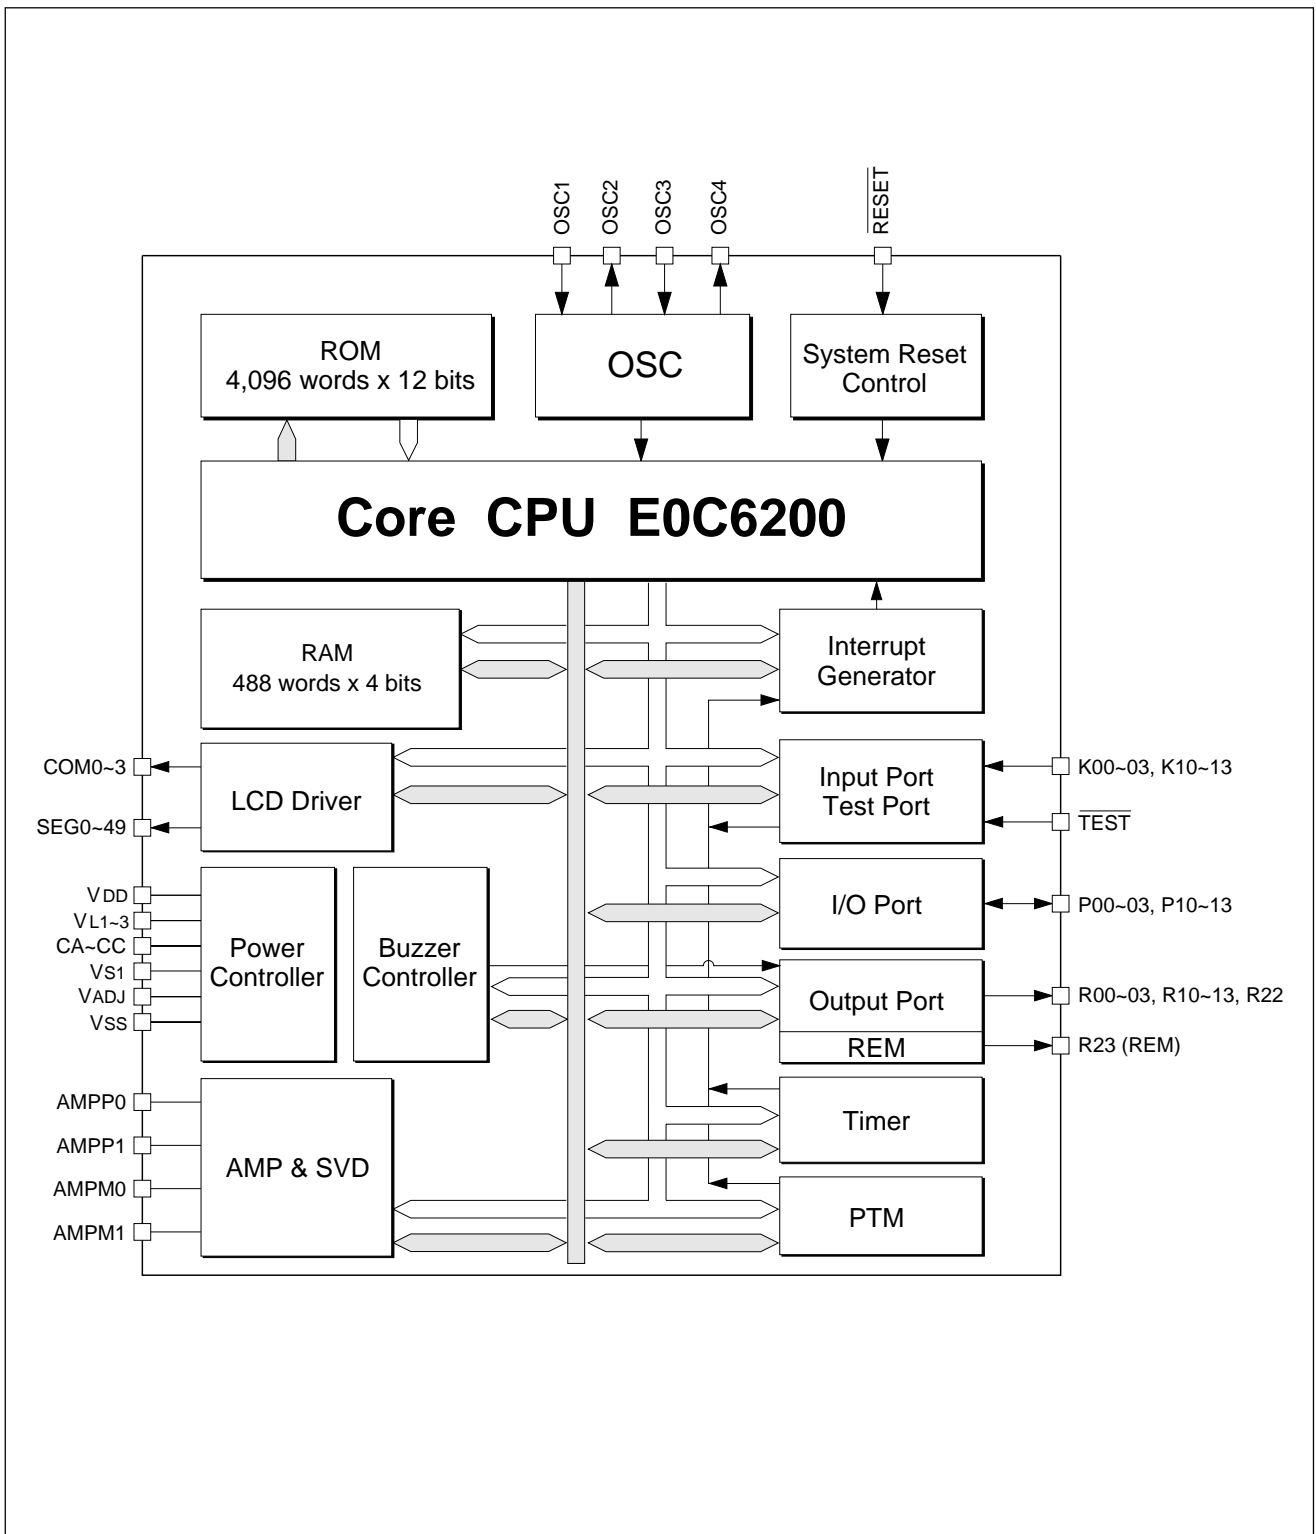 OSC1
OSC2
OSC3
OSC4
RESET
ROM
4,096 words x 12 bits
OSC
System Reset
Control
Core CPU E0C6200
RAM
488 words x 4 bits
Interrupt
Generator
COM0~3
SEG0~49
LCD Driver
Input Port
Test Port
K00~03, K10~13
TEST
VDD
VL1~3
CA~CC
VS1
VADJ
VSS
Power
Controller
Buzzer
Controller
I/O Port
P00~03, P10~13
Output Port
REM
R00~03, R10~13, R22
R23 (REM)
AMPP0
AMPP1
AMPM0
AMPM1
AMP & SVD
Timer
PTM